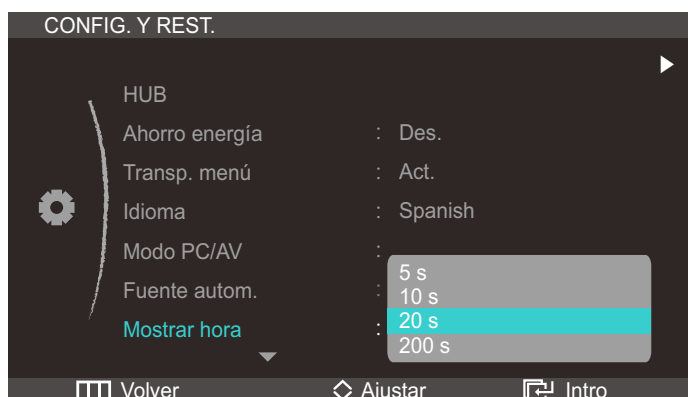 CONFIG. Y REST.
HUB
Ahorro energía : Des.
Transp. menú : Act.
Idioma : Spanish
Modo PC/AV :
5 s
Fuente autom. : 10 s
Mostrar hora : 20 s
200 s
Volver Ajustar Intro